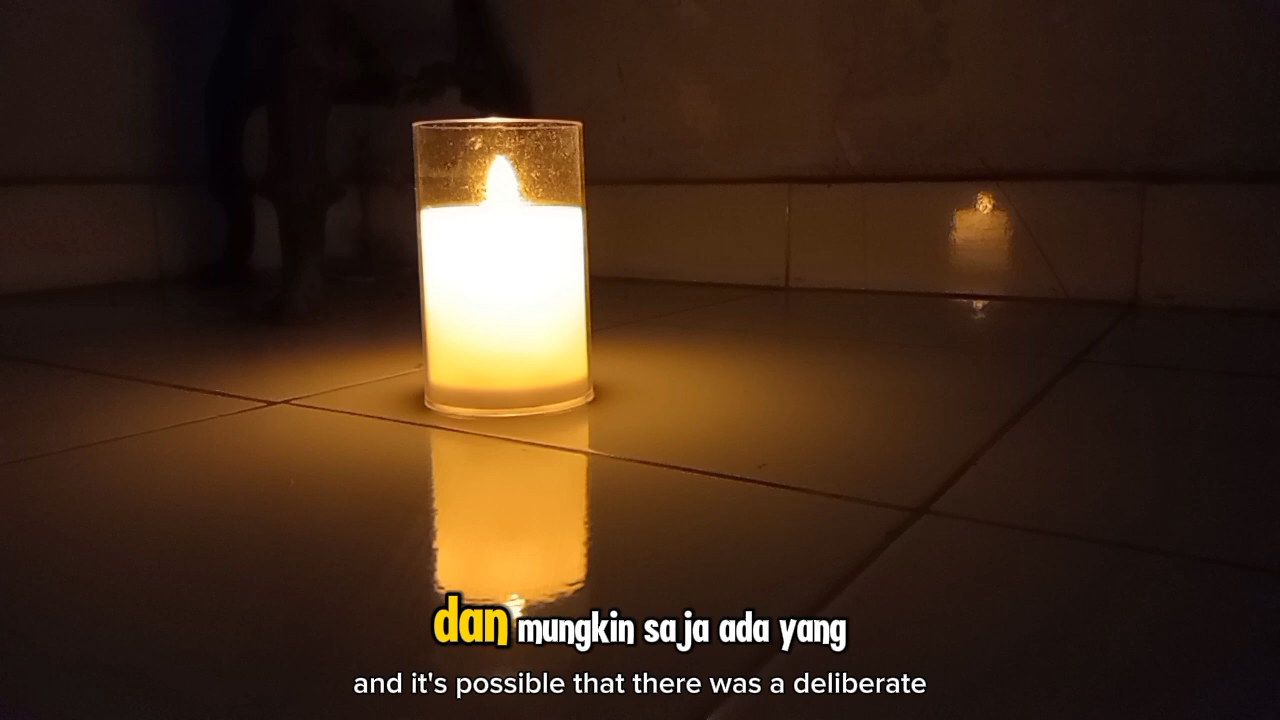 dan mungkin saja ada yang
and it's possible that there was a deliberate